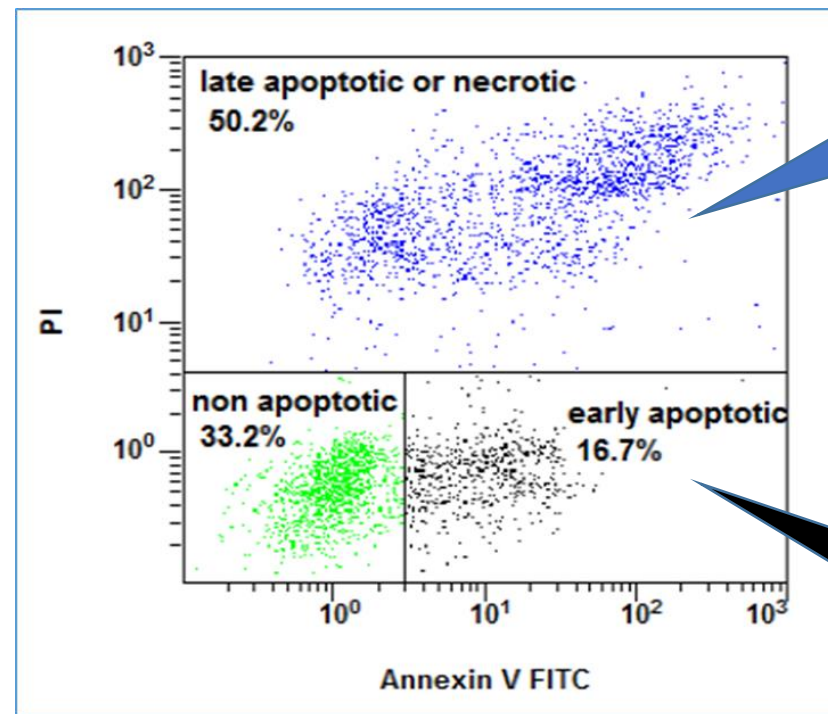 10³
late apoptotic or necrotic
50.2%
10²
PI
10¹
non apoptotic
33.2%
early apoptotic
16.7%
10⁰
10⁰ 10¹ 10² 10³
Annexin V FITC